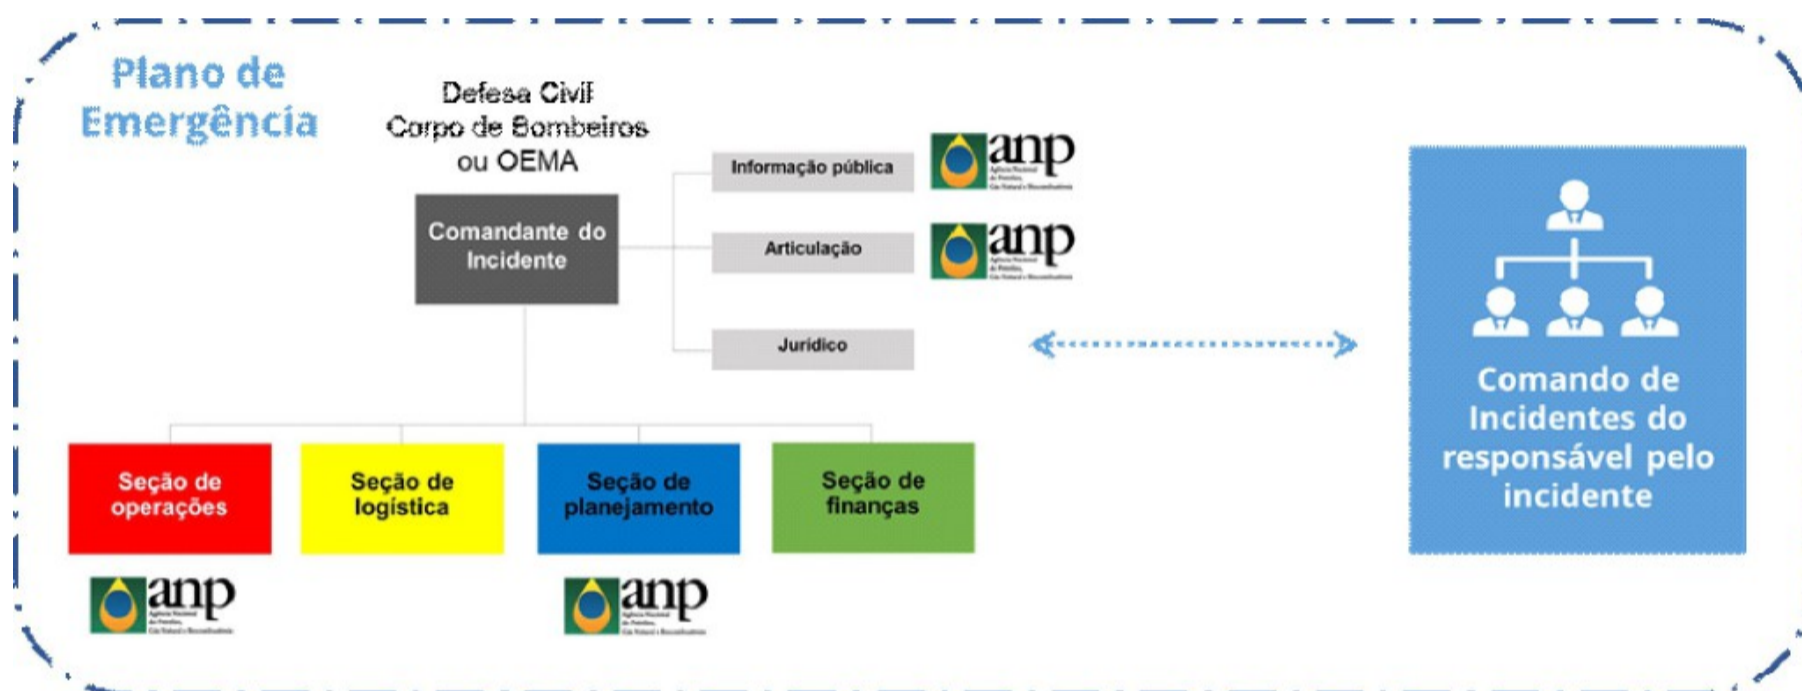 Plano de
Emergência
Defesa Civil
Corpo de Bombeiros
ou OEMA
Comandante do
Incidente
Informação pública
anp
Articulação
anp
Jurídico
Seção de
operações
Seção de
logística
Seção de
planejamento
Seção de
finanças
anp
anp
Comando de
Incidentes do
responsável pelo
incidente